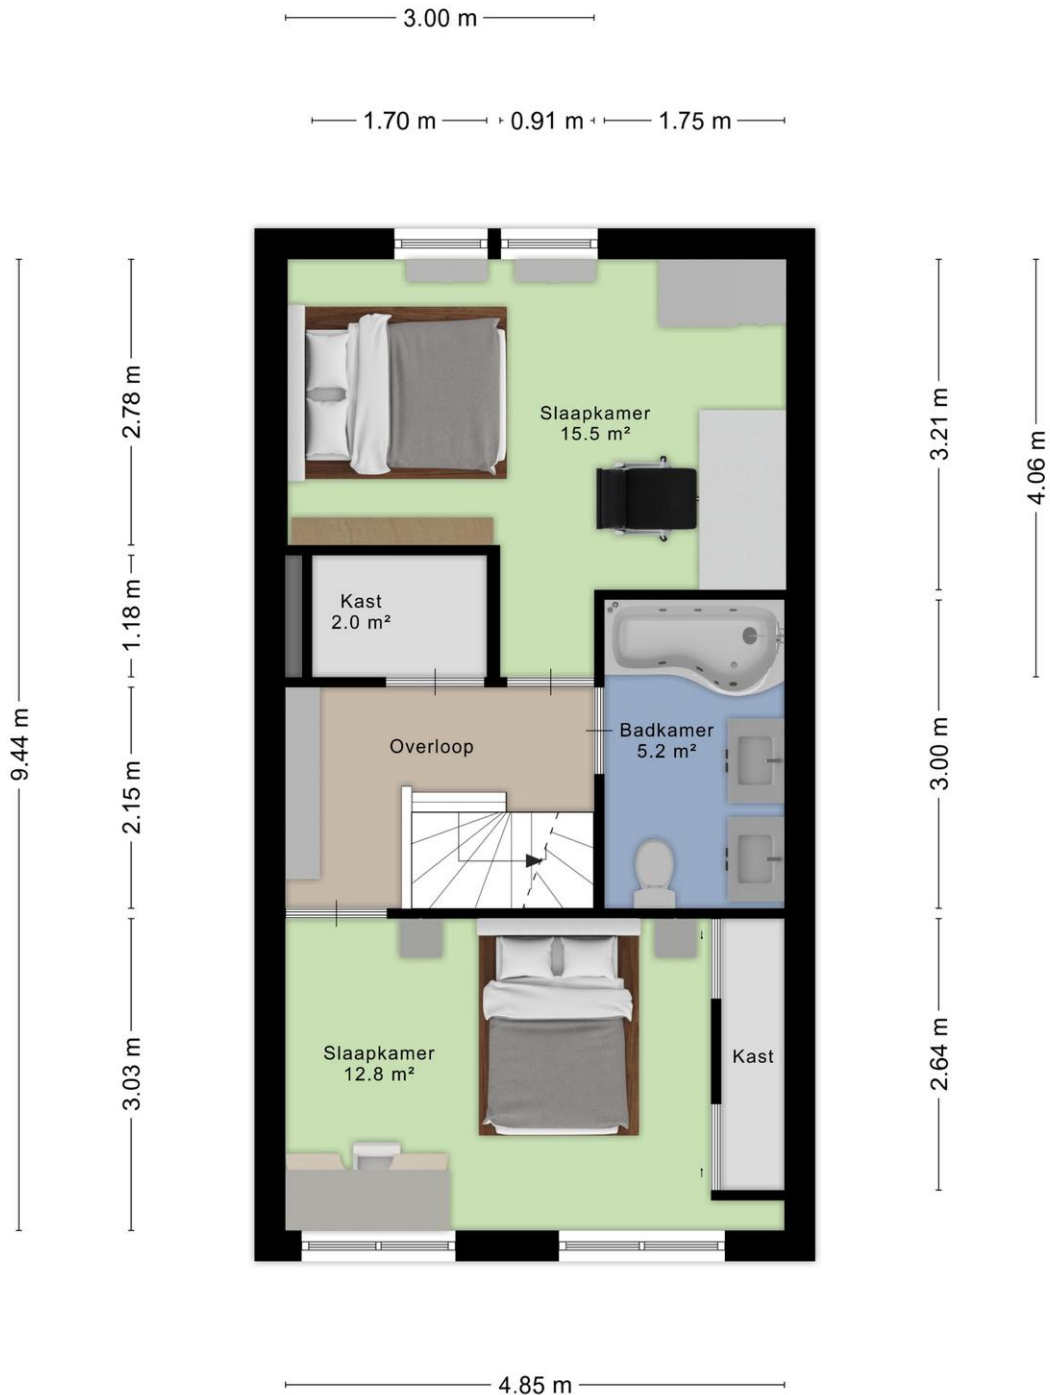 3.00 m
1.70 m
0.91 m
1.75 m
2.78 m
3.21 m
4.06 m
Slaapkamer
15.5 m²
Kast
2.0 m²
1.18 m
9.44 m
2.15 m
Overloop
Badkamer
5.2 m²
3.00 m
3.03 m
Slaapkamer
12.8 m²
Kast
2.64 m
4.85 m